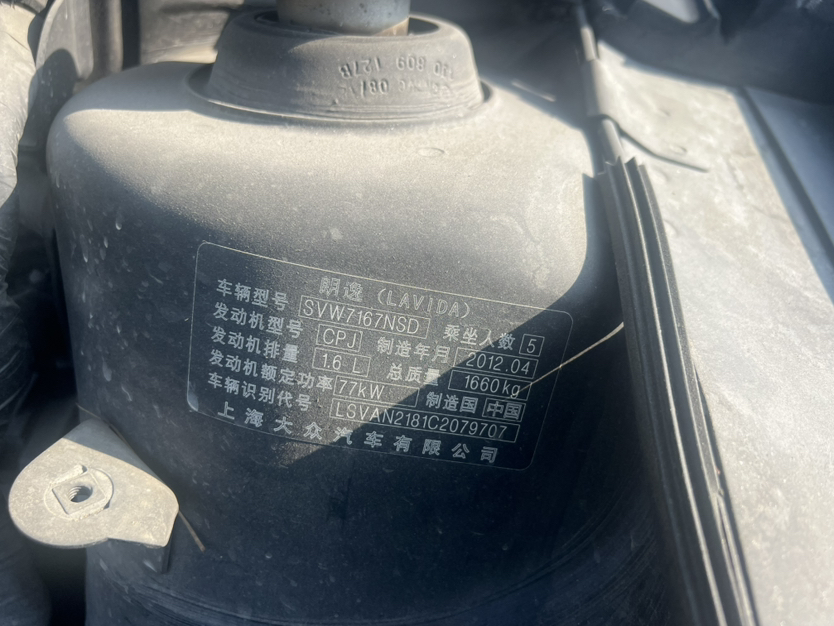 朗逸 (LAVIDA)
车辆型号 SVW7167NSD 乘坐人数 5
发动机型号 CPJ 制造年月 2012.04
发动机排量 1.6 L 总质量 1660kg
发动机额定功率 77kW 制造国 中国
车辆识别代号 LSVAN2181C2079707
上海大众汽车有限公司